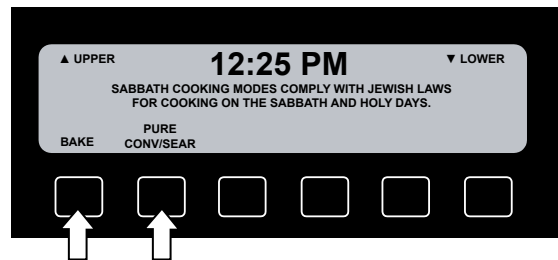 ▲ UPPER 12:25 PM ▼ LOWER
SABBATH COOKING MODES COMPLY WITH JEWISH LAWS
FOR COOKING ON THE SABBATH AND HOLY DAYS.
BAKE PURE
CONV/SEAR